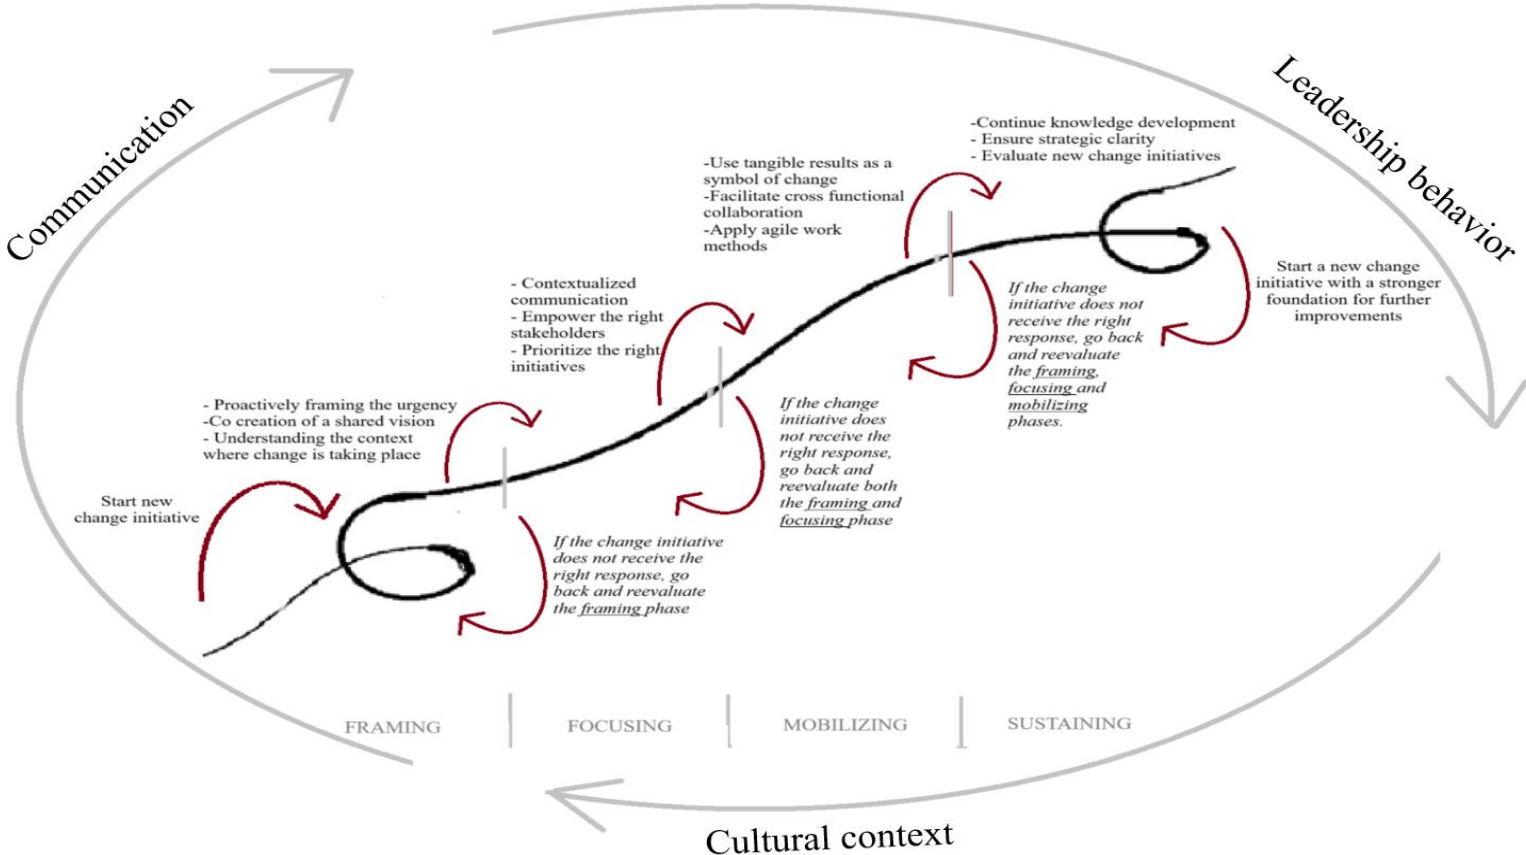 Communication
Leadership behavior
-Continue knowledge development
- Ensure strategic clarity
- Evaluate new change initiatives
-Use tangible results as a
symbol of change
-Facilitate cross functional
collaboration
-Apply agile work
methods
- Contextualized
communication
- Empower the right
stakeholders
- Prioritize the right
initiatives
- Proactively framing the urgency
-Co creation of a shared vision
- Understanding the context
where change is taking place
Start new
change initiative
If the change initiative
does not receive the
right response, go
back and reevaluate
the framing phase
If the change
initiative does
not receive the
right response,
go back and
reevaluate both
the framing and
focusing phase
If the change
initiative does not
receive the right
response, go back
and reevaluate
the framing,
focusing and
mobilizing
phases.
Start a new change
initiative with a stronger
foundation for further
improvements
FRAMING
FOCUSING
MOBILIZING
SUSTAINING
Cultural context